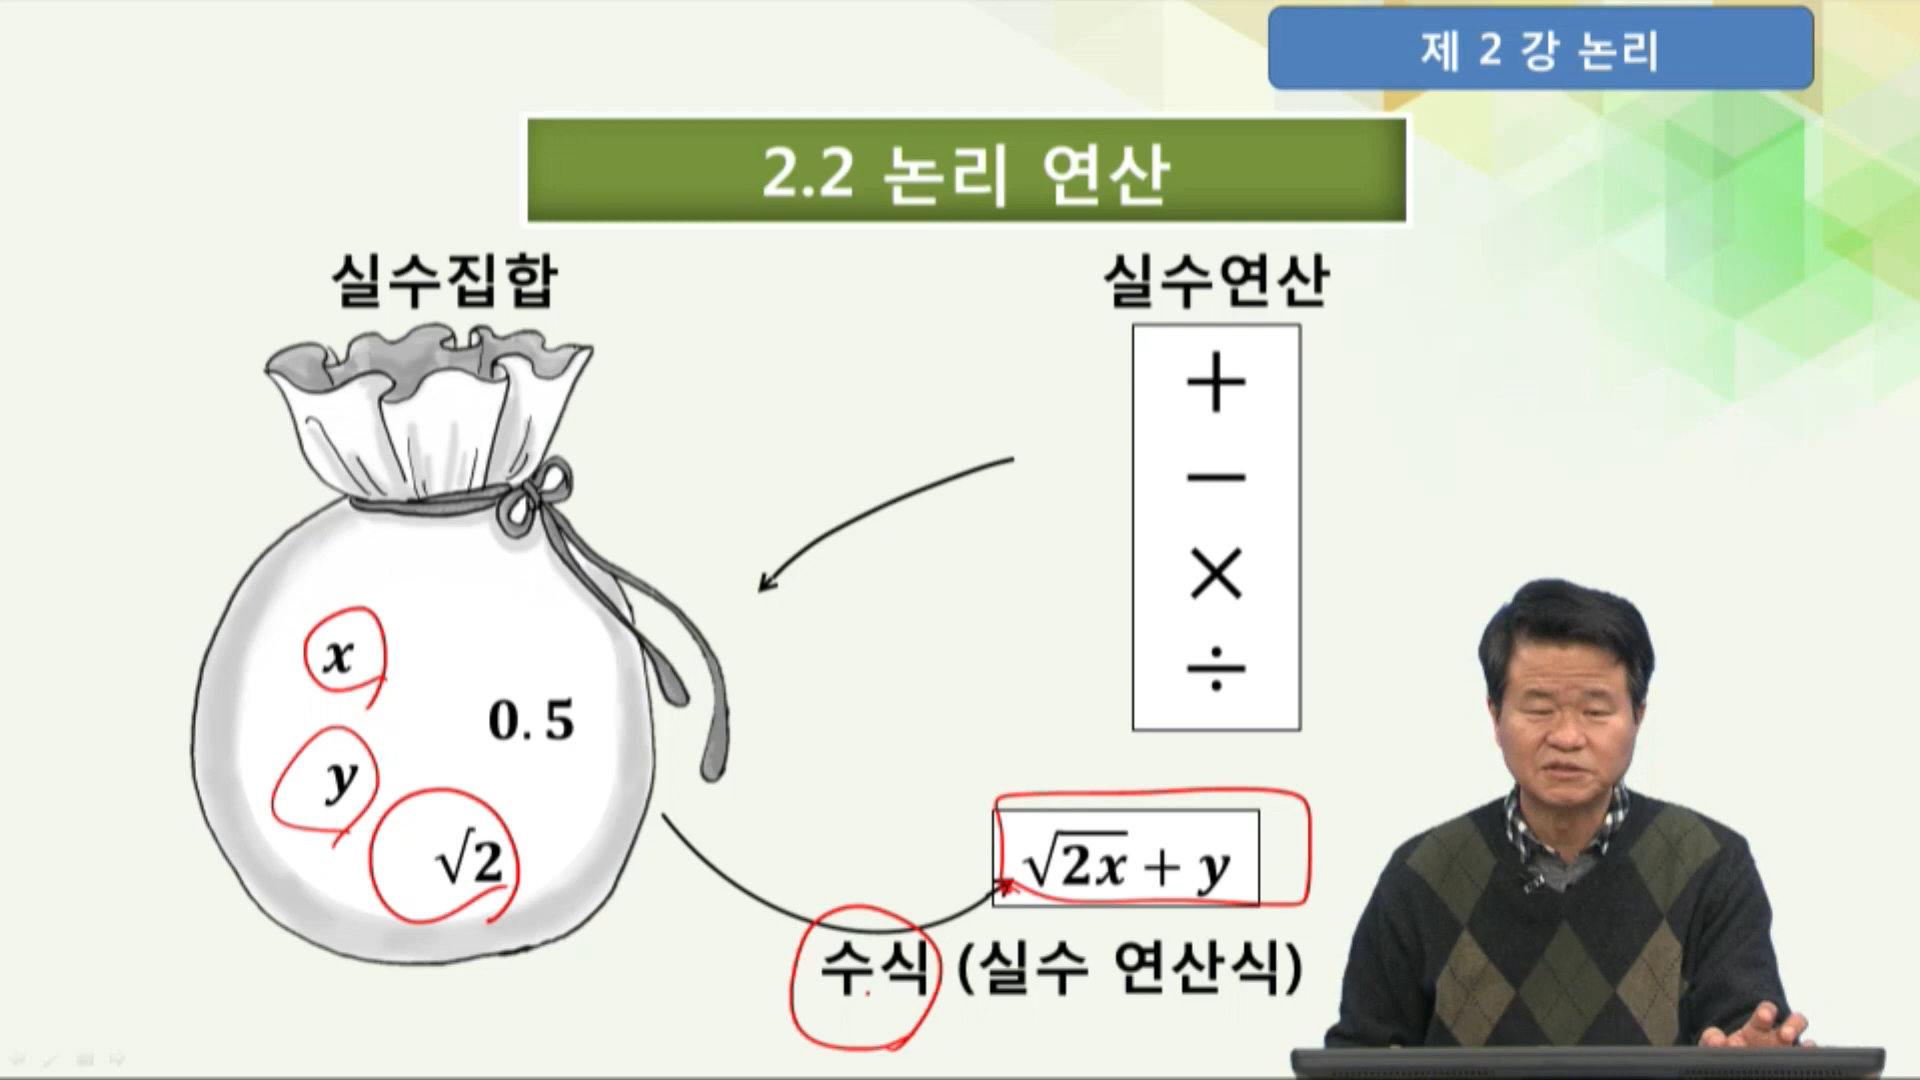 제 2 강 논리
2.2 논리 연산
실수집합
실수연산
+
−
×
÷
x
0.5
y
√2
√2x + y
수식 (실수 연산식)